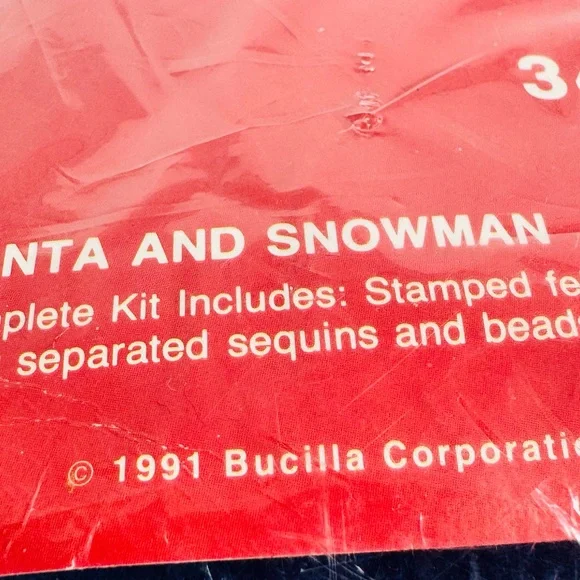 3
NTA AND SNOWMAN
plete Kit Includes: Stamped fe
separated sequins and bead
© 1991 Bucilla Corporati